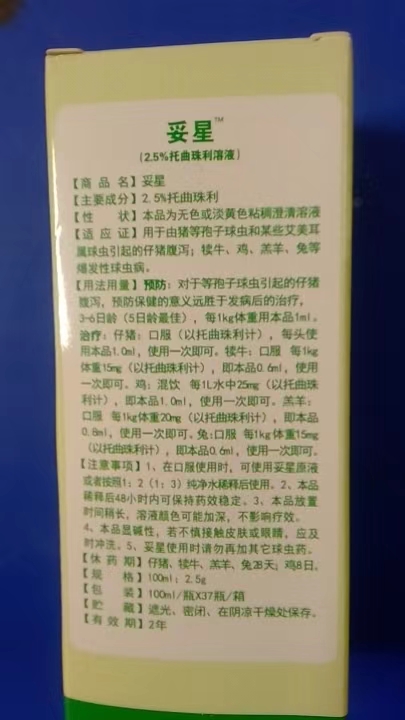 妥星™
(2.5%托曲珠利溶液)
【商 品 名】妥星
【主要成分】2.5%托曲珠利
【性　　状】本品为无色或淡黄色粘稠澄清溶液
【适 应 证】用于由猪等孢子球虫和某些艾美耳
属球虫引起的仔猪腹泻；犊牛、鸡、羔羊、兔等
爆发性球虫病。
【用法用量】预防：对于等孢子球虫引起的仔猪
腹泻，预防保健的意义远胜于发病后的治疗，
3-6日龄（5日龄最佳），每1kg体重用本品1ml。
治疗：仔猪：口服（以托曲珠利计），每头使
用本品1.0ml，使用一次即可。犊牛：口服 每1kg
体重15mg（以托曲珠利计），即本品0.6ml，使用
一次即可。鸡：混饮 每1L水中25mg（以托曲珠
利计），即本品1.0ml，使用一次即可。羔羊：
口服 每1kg体重20mg（以托曲珠利计），即本品
0.8ml，使用一次即可。兔：口服 每1kg体重15mg
（以托曲珠利计），即本品0.6ml，使用一次即可。
【注意事项】1、在口服使用时，可使用妥星原液
或者按照1：2（1：3）纯净水稀释后使用。2、本品
稀释后48小时内可保持药效稳定。3、本品放置
时间稍长，溶液颜色可能加深，不影响疗效。
4、本品显碱性，若不慎接触皮肤或眼睛，应及
时冲洗。5、妥星使用时请勿再加其它球虫药。
【休 药 期】仔猪、犊牛、羔羊、兔28天；鸡8日。
【规　　格】100ml：2.5g
【包　　装】100ml/瓶X37瓶/箱
【贮　　藏】遮光、密闭、在阴凉干燥处保存。
【有 效 期】2年